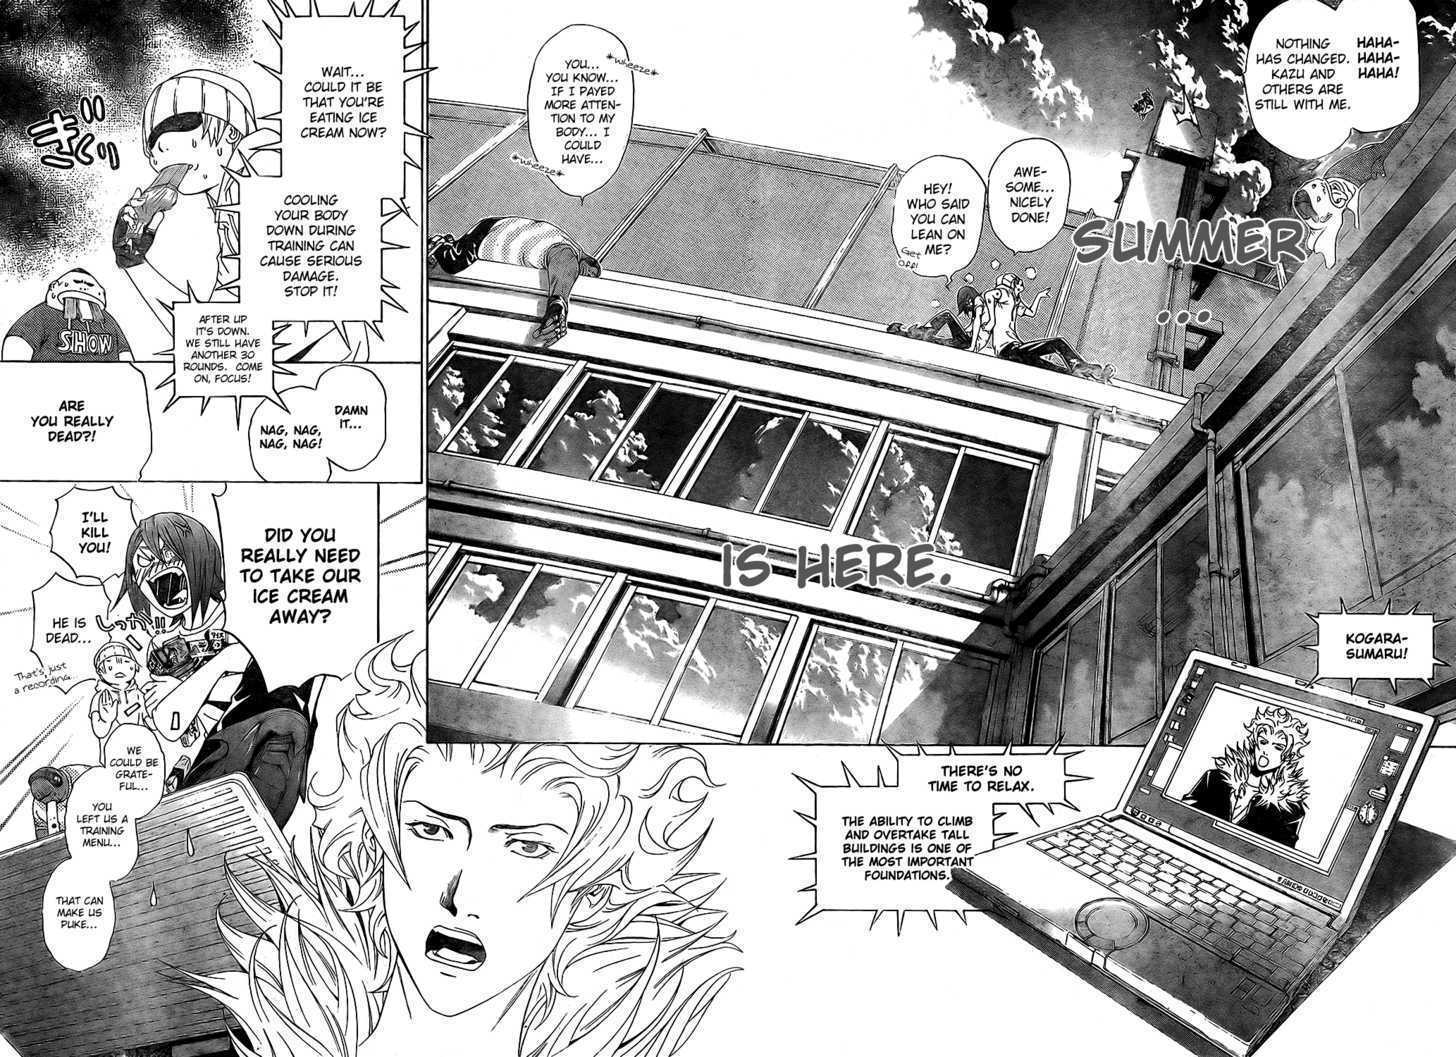 HAHA-
HAHA-
HAHA!
NOTHING
HAS CHANGED.
KAZU AND
OTHERS ARE
STILL WITH ME.
SUMMER
...
AWE-
SOME...
NICELY
DONE!
HEY!
WHO SAID
YOU CAN
LEAN ON
ME?
Get
Off!
*wheeze*
YOU...
YOU KNOW...
IF I PAYED
MORE ATTEN-
TION TO MY
BODY... I
COULD
HAVE...
*wheeze*
IS HERE.
KOGARA-
SUMARU!
THERE'S NO
TIME TO RELAX.
THE ABILITY TO CLIMB
AND OVERTAKE TALL
BUILDINGS IS ONE OF
THE MOST IMPORTANT
FOUNDATIONS.
WAIT...
COULD IT BE
THAT YOU'RE
EATING ICE
CREAM NOW?
ぎくり
COOLING
YOUR BODY
DOWN DURING
TRAINING CAN
CAUSE SERIOUS
DAMAGE.
STOP IT!
SHOW
AFTER UP
IT'S DOWN.
WE STILL HAVE
ANOTHER 30
ROUNDS. COME
ON, FOCUS!
DAMN
IT...
NAG, NAG,
NAG, NAG!
ARE
YOU REALLY
DEAD?!
DID YOU
REALLY NEED
TO TAKE OUR
ICE CREAM
AWAY?
I'LL
KILL
YOU!
HE IS
DEAD...
That's just
a recording...
WE
COULD BE
GRATE-
FUL...
YOU
LEFT US A
TRAINING
MENU...
THAT CAN
MAKE US
PUKE...